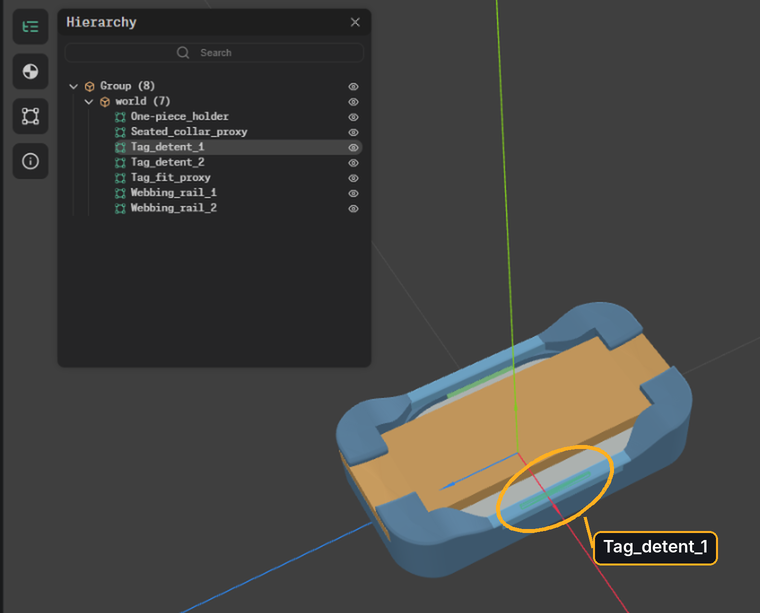 Hierarchy
Search
Group (8)
world (7)
One-piece_holder
Seated_collar_proxy
Tag_detent_1
Tag_detent_2
Tag_fit_proxy
Webbing_rail_1
Webbing_rail_2
Tag_detent_1